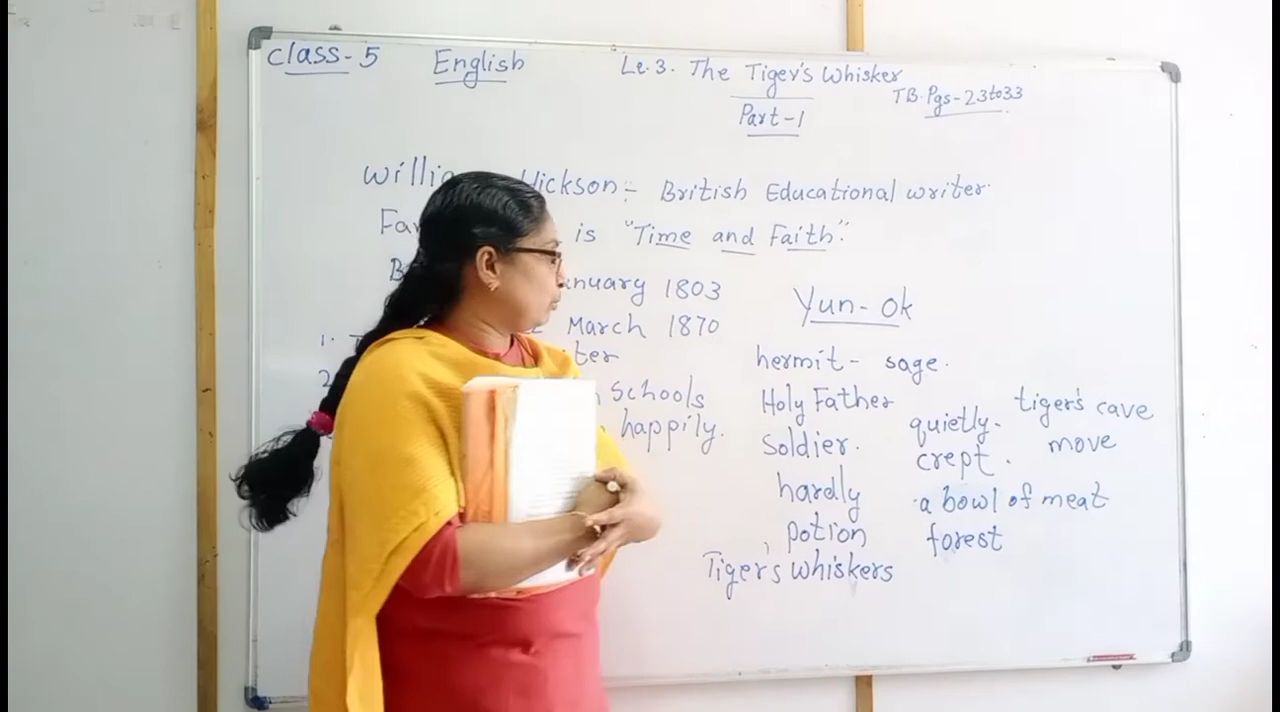 Class-5 English Le.3. The Tiger's Whisker
TB.Pgs-23to33
Part-1
Hickson:- British Educational writer.
is "Time and Faith".
1803
March 1870
1.
2.
Schools
happily.
Yun-ok
hermit- sage.
Holy Father
Soldier.
hardly
potion
Tiger's whiskers
quietly.
crept.
a bowl of meat
forest
tiger's cave
move